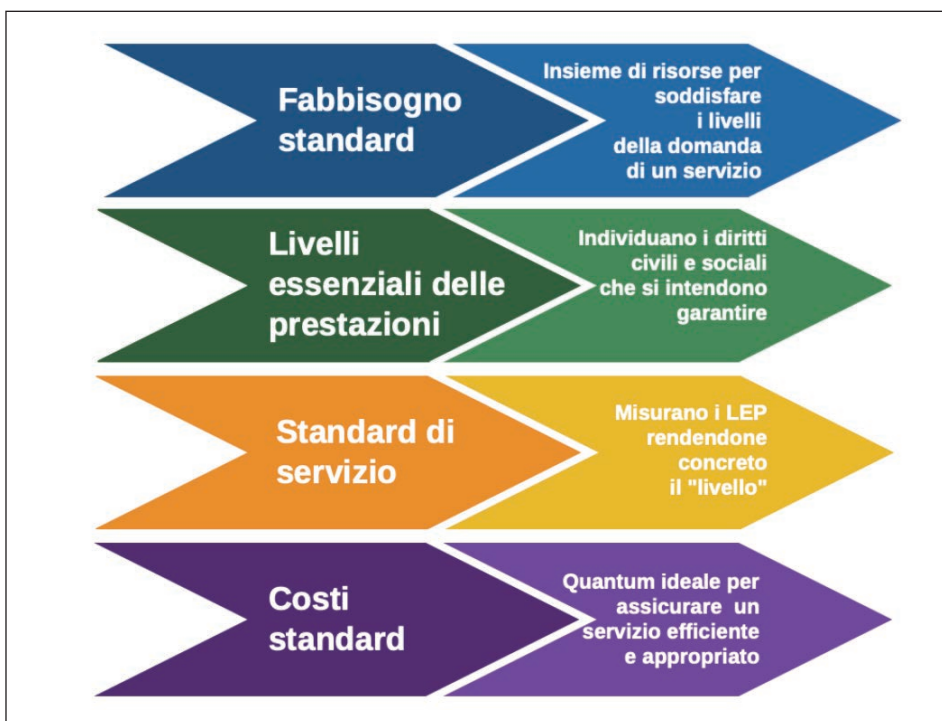 Fabbisogno
standard
Insieme di risorse per
soddisfare
i livelli
della domanda
di un servizio
Livelli
essenziali delle
prestazioni
Individuano i diritti
civili e sociali
che si intendono
garantire
Standard di
servizio
Misurano i LEP
rendendone
concreto
il "livello"
Costi
standard
Quantum ideale per
assicurare un
servizio efficiente
e appropriato